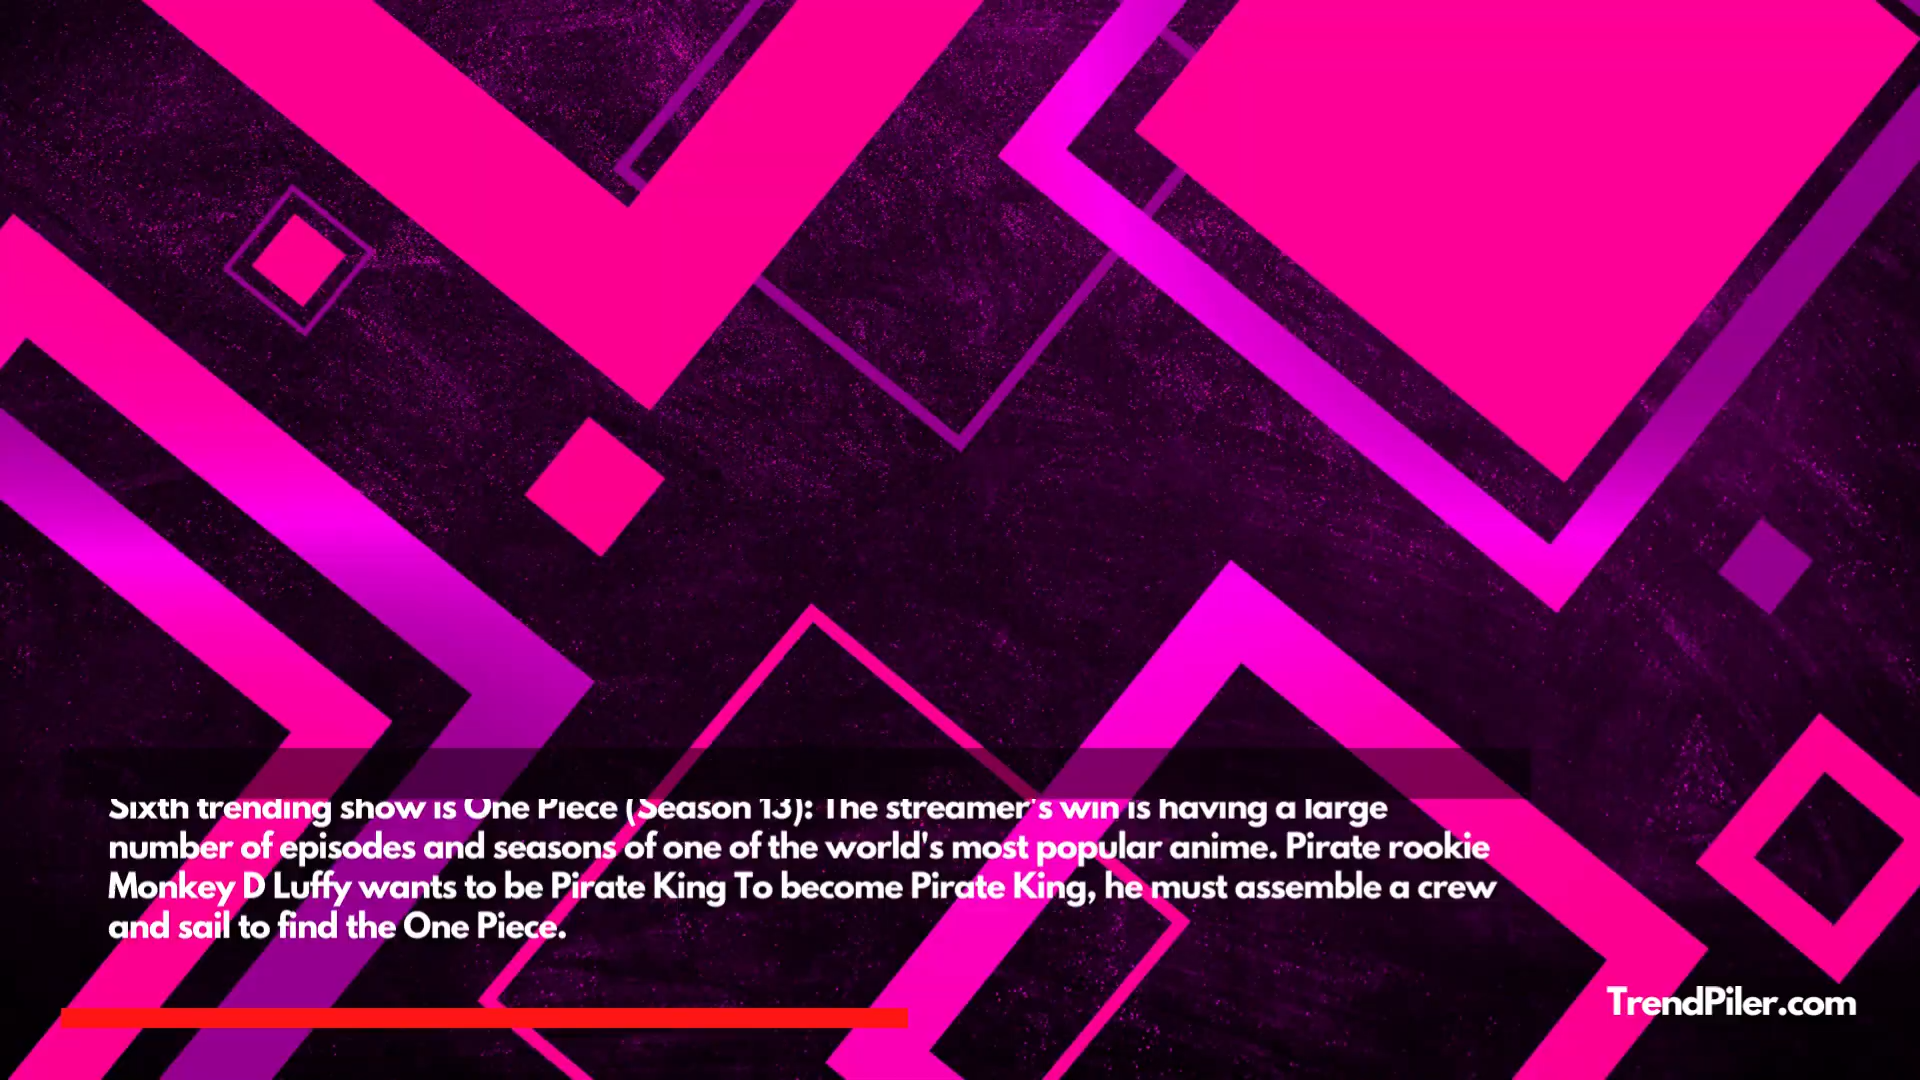 Sixth trending show is One Piece (Season 13): The streamer's win is having a large
number of episodes and seasons of one of the world's most popular anime. Pirate rookie
Monkey D Luffy wants to be Pirate King To become Pirate King, he must assemble a crew
and sail to find the One Piece.
TrendPiler.com